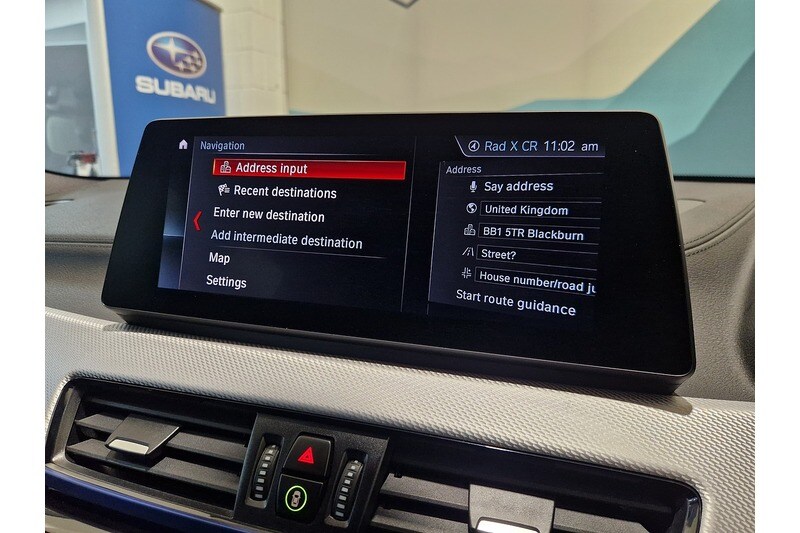 SUBARU
Navigation
Rad X CR 11:02 am
Address input
Recent destinations
Enter new destination
Add intermediate destination
Map
Settings
Address
Say address
United Kingdom
BB1 5TR Blackburn
Street?
House number/road ju
Start route guidance